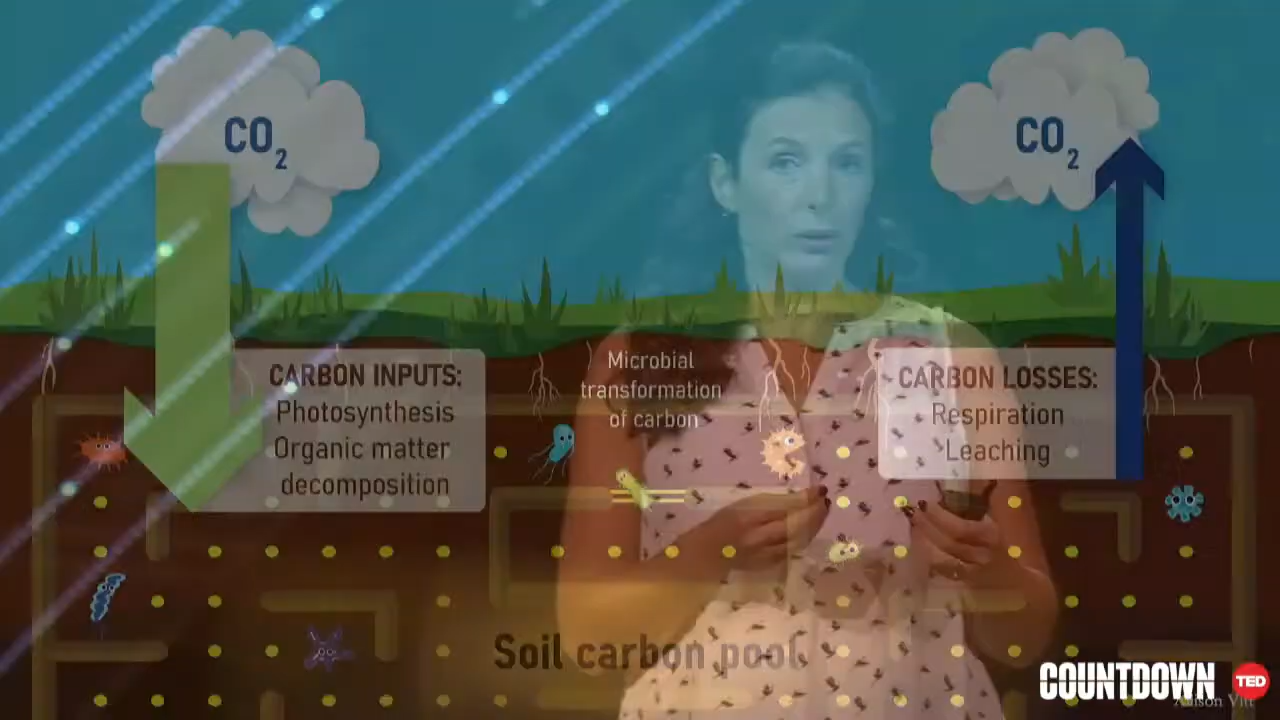 CO2
CO2
CARBON INPUTS:
Photosynthesis
Organic matter
decomposition
Microbial
transformation
of carbon
CARBON LOSSES:
Respiration
Leaching
Soil carbon pool
COUNTDOWN TED